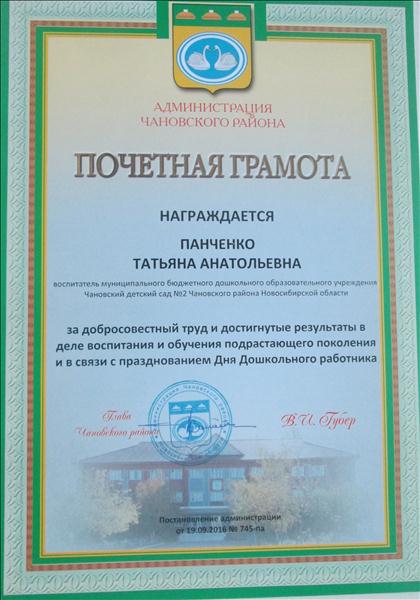 АДМИНИСТРАЦИЯ
ЧАНОВСКОГО РАЙОНА
ПОЧЕТНАЯ ГРАМОТА
НАГРАЖДАЕТСЯ
ПАНЧЕНКО
ТАТЬЯНА АНАТОЛЬЕВНА
воспитатель муниципального бюджетного дошкольного образовательного учреждения
Чановский детский сад №2 Чановского района Новосибирской области
за добросовестный труд и достигнутые результаты в
деле воспитания и обучения подрастающего поколения
и в связи с празднованием Дня Дошкольного работника
Глава
Чановского района
В.И. Губер
Постановление администрации
от 19.09.2016 № 745-па